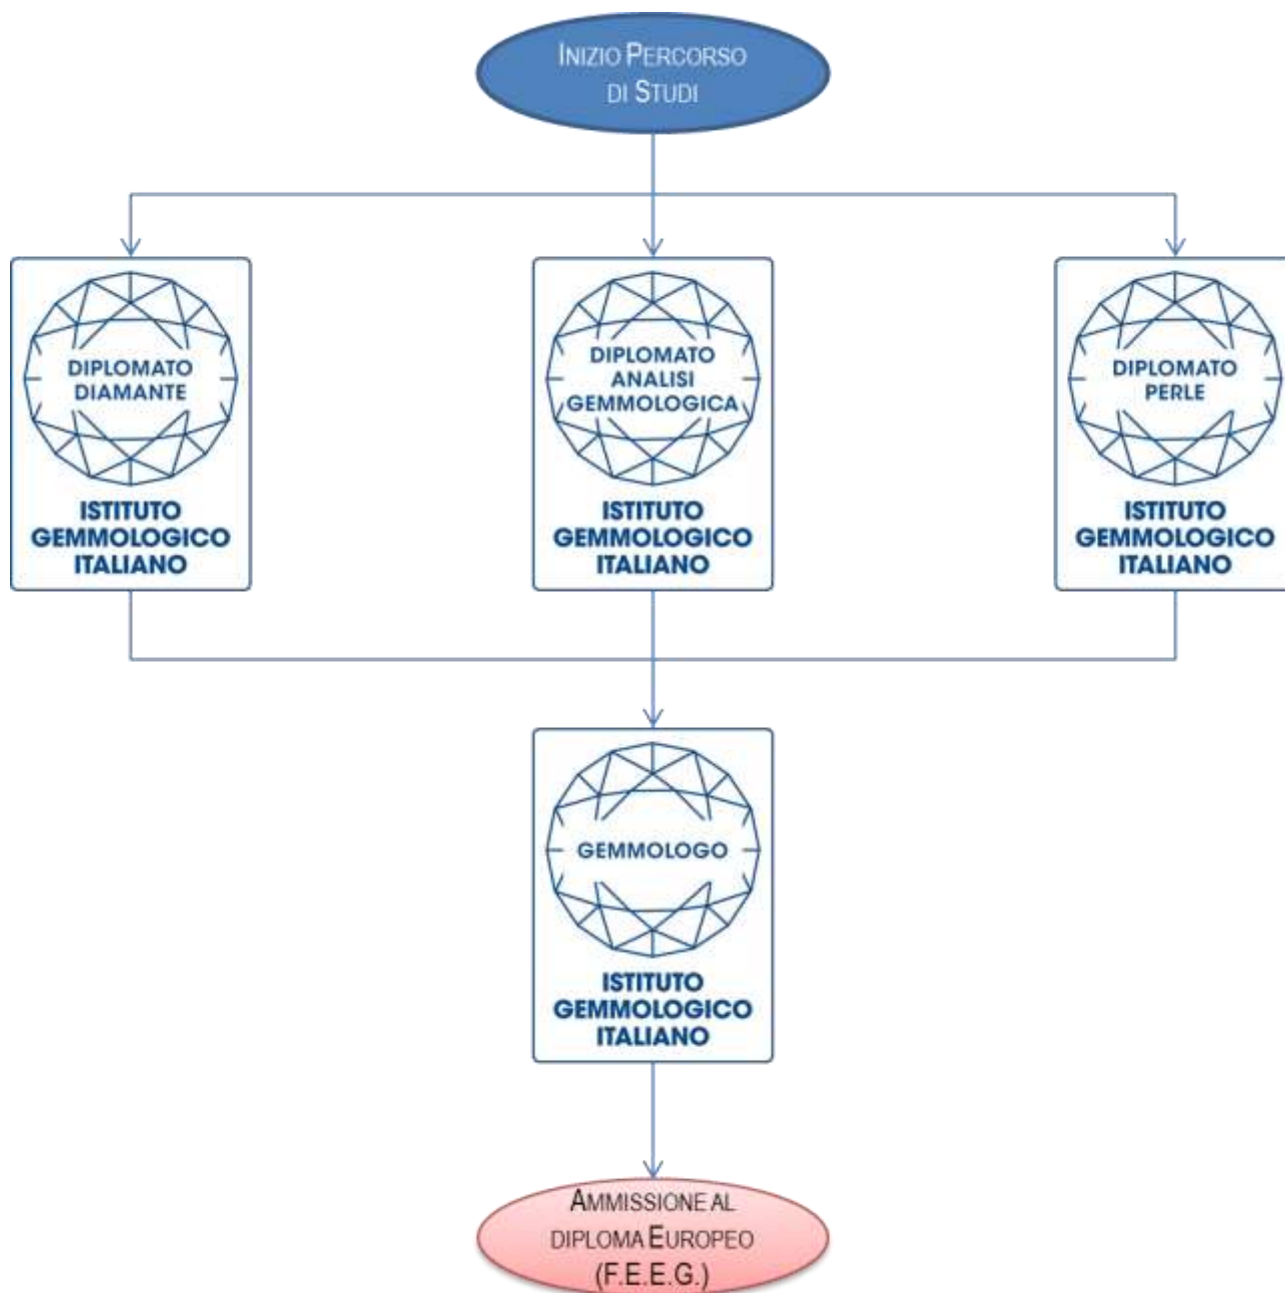 INIZIO PERCORSO
DI STUDI
DIPLOMATO
DIAMANTE
ISTITUTO
GEMMOLOGICO
ITALIANO
DIPLOMATO
ANALISI
GEMMOLOGICA
ISTITUTO
GEMMOLOGICO
ITALIANO
DIPLOMATO
PERLE
ISTITUTO
GEMMOLOGICO
ITALIANO
GEMMOLOGO
ISTITUTO
GEMMOLOGICO
ITALIANO
AMMISSIONE AL
DIPLOMA EUROPEO
(F.E.E.G.)